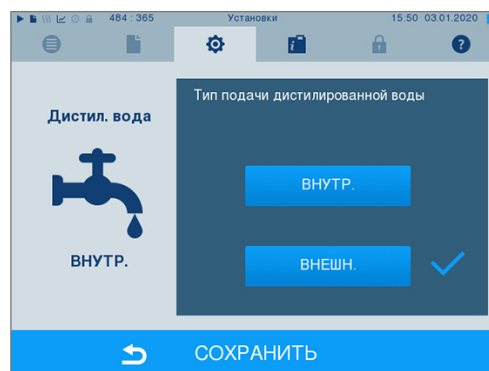 484 : 365 Установки 15:50 03.01.2020
Тип подачи дистилированной воды
Дистил. вода
ВНУТР.
ВНУТР.
ВНЕШН.
СОХРАНИТЬ